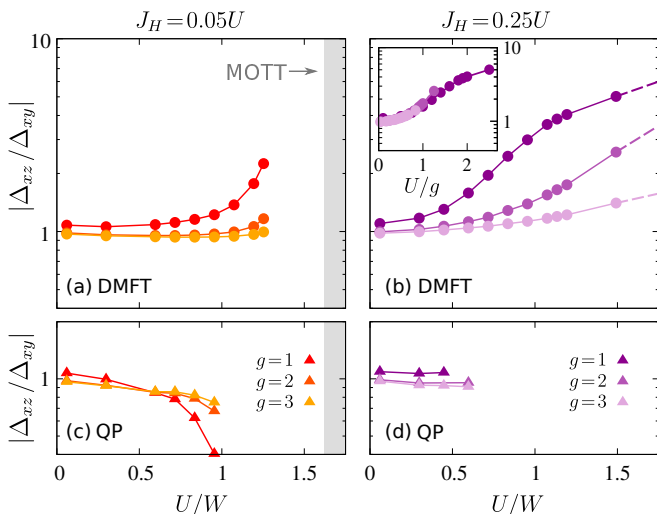 J_H=0.05U
J_H=0.25U
|Δ_xz/Δ_xy|
10
1
MOTT→
(a) DMFT
10
1
0
1
2
U/g
(b) DMFT
|Δ_xz/Δ_xy|
1
g=1
g=2
g=3
(c) QP
g=1
g=2
g=3
(d) QP
0
0.5
1
1.5
0
0.5
1
1.5
U/W
U/W